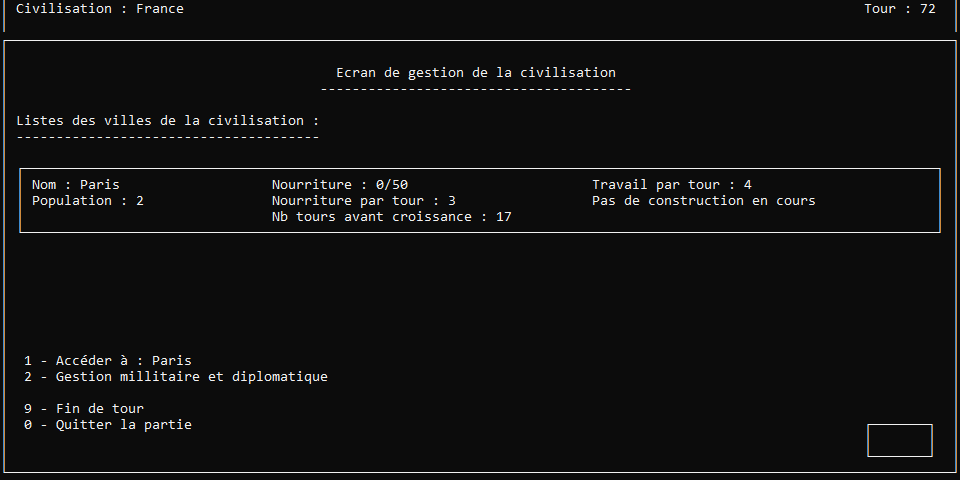 Civilisation : France Tour : 72
Ecran de gestion de la civilisation
---------------------------------------
Listes des villes de la civilisation :
--------------------------------------
Nom : Paris Nourriture : 0/50 Travail par tour : 4
Population : 2 Nourriture par tour : 3 Pas de construction en cours
Nb tours avant croissance : 17
1 - Accéder à : Paris
2 - Gestion millitaire et diplomatique
9 - Fin de tour
0 - Quitter la partie